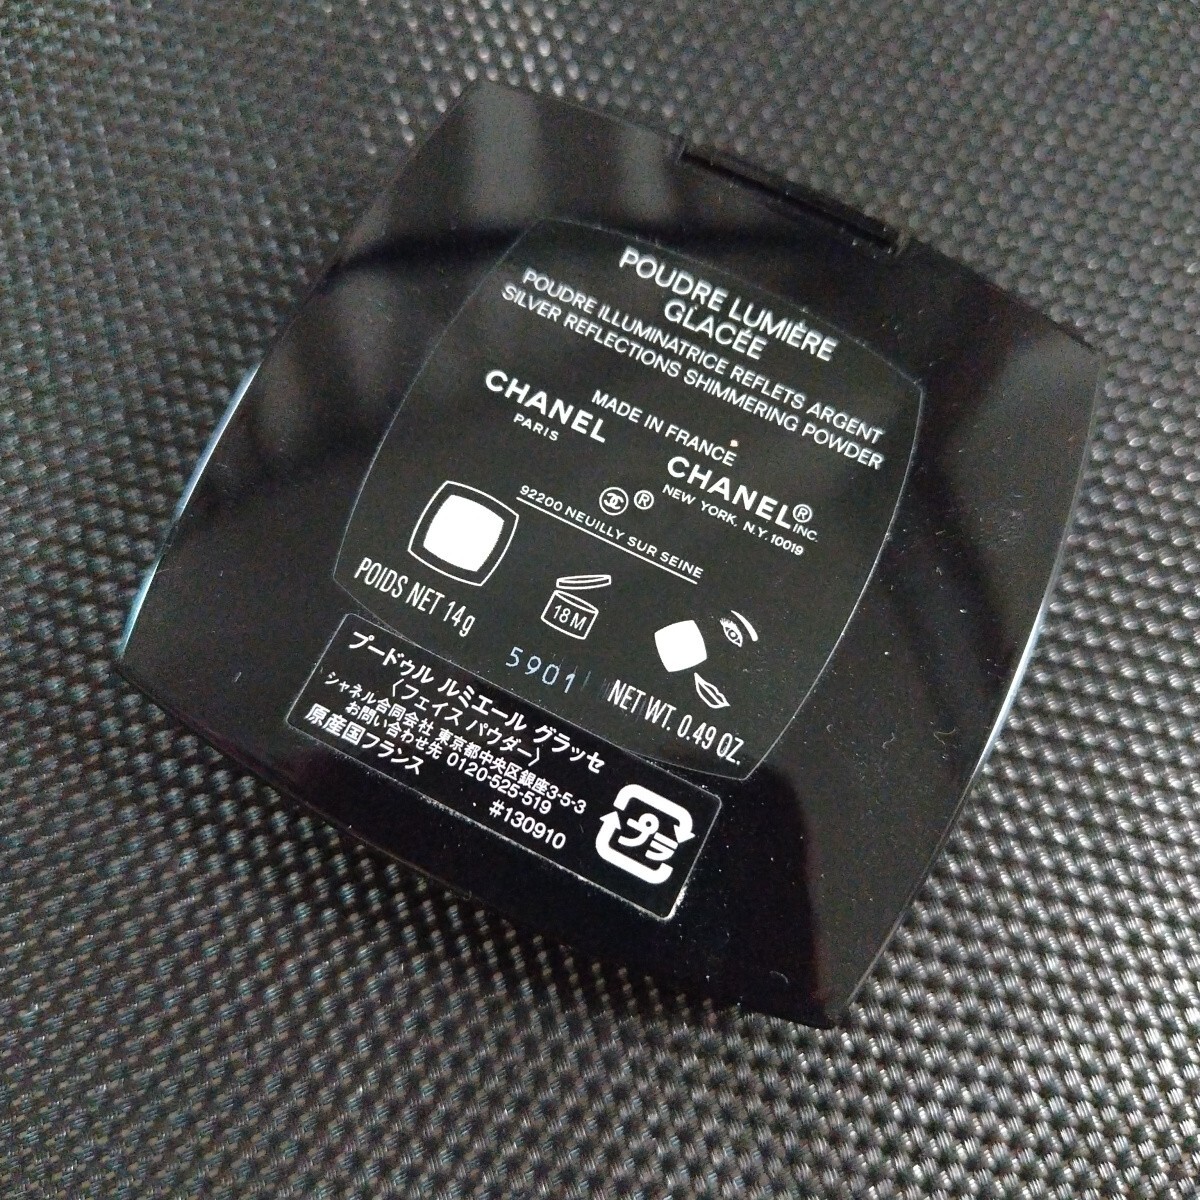 POUDRE LUMIÈRE
GLACÉE
POUDRE ILLUMINATRICE REFLETS ARGENT
SILVER REFLECTIONS SHIMMERING POWDER
MADE IN FRANCE
CHANEL
PARIS
CHANEL®
INC.
NEW YORK, N.Y. 10019
®
92200 NEUILLY SUR SEINE
POIDS NET 14g
18M
5901
NET WT. 0.49 OZ.
プードゥル ルミエール グラッセ
〈フェイス パウダー〉
シャネル合同会社 東京都中央区銀座3-5-3
お問い合わせ先 0120-525-519
原産国フランス
#130910
プラ